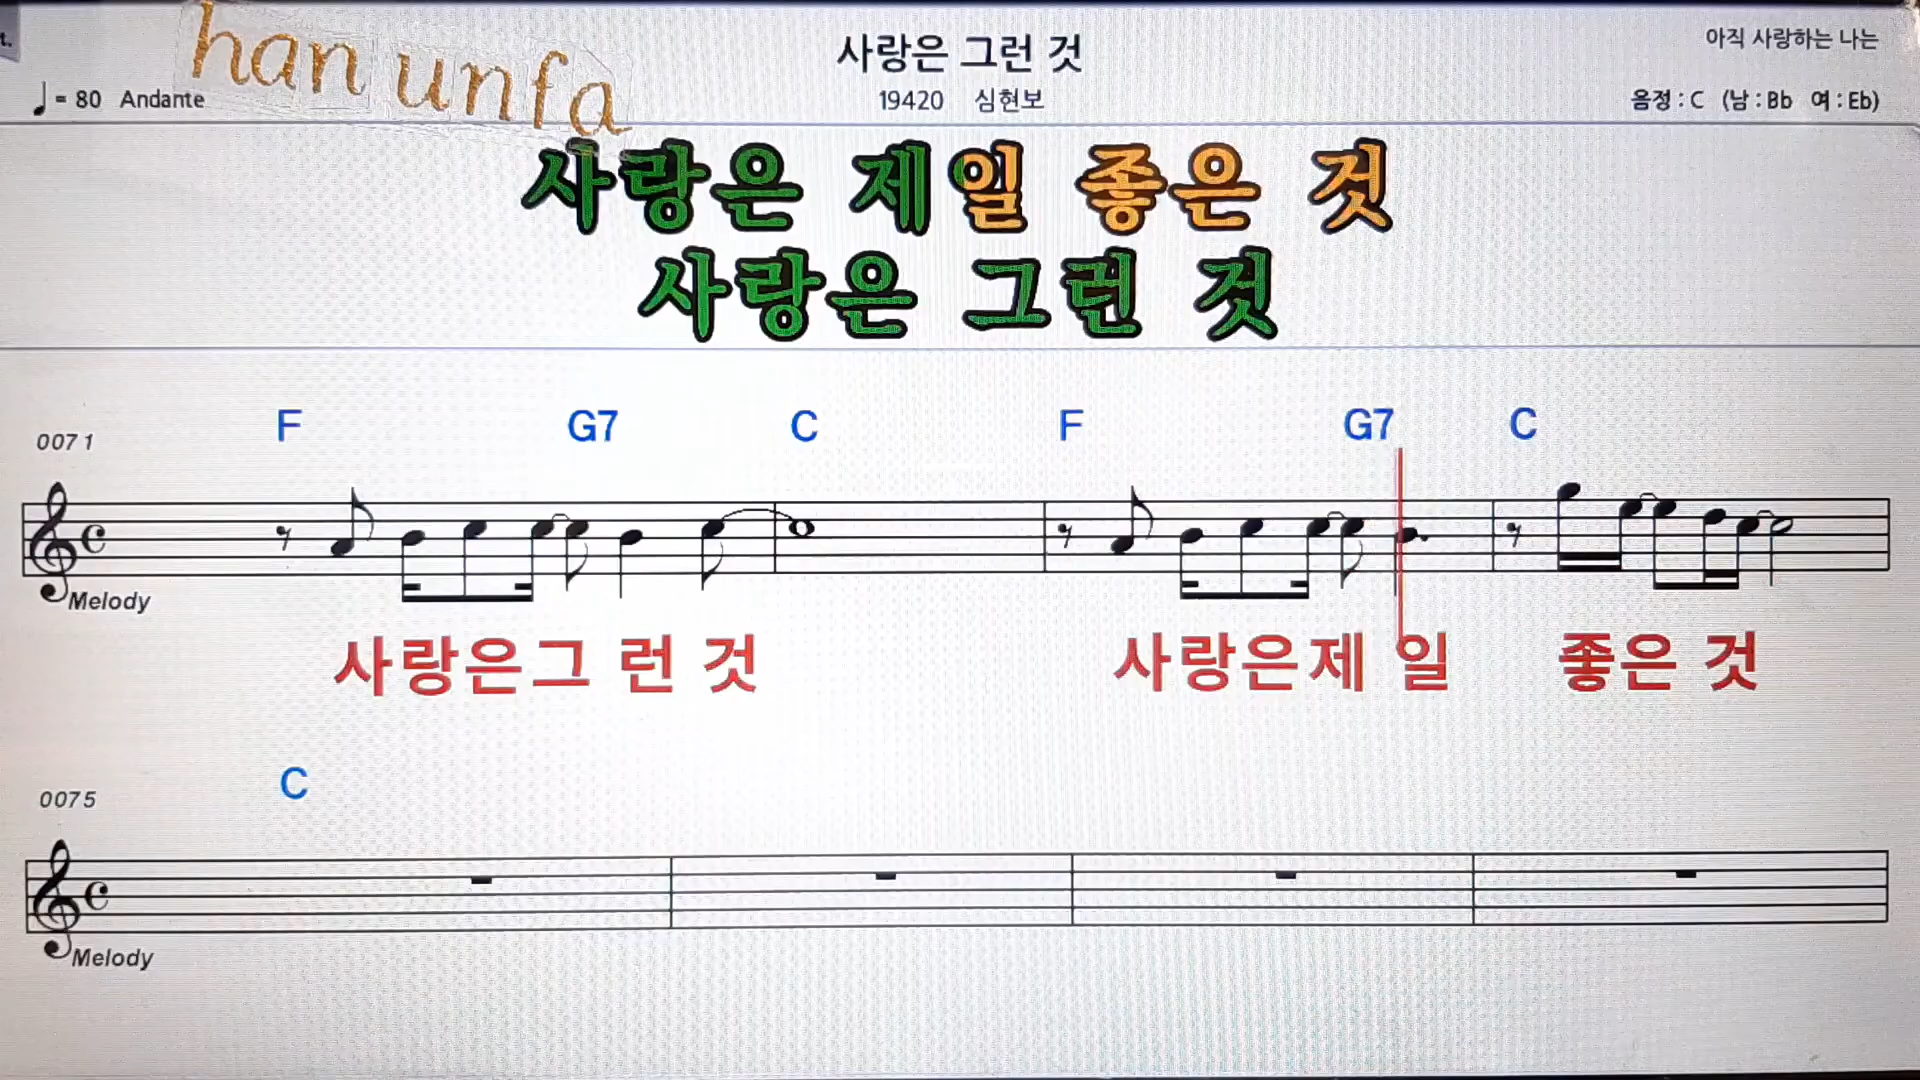 t.
han unfa
사랑은 그런 것
아직 사랑하는 나는
♩ = 80 Andante
19420 심현보
음정 : C (남 : Bb 여 : Eb)
사랑은 제일 좋은 것
사랑은 그런 것
F G7 C F G7 C
0071
Melody
사랑은그 런 것 사랑은제 일 좋은 것
C
0075
Melody